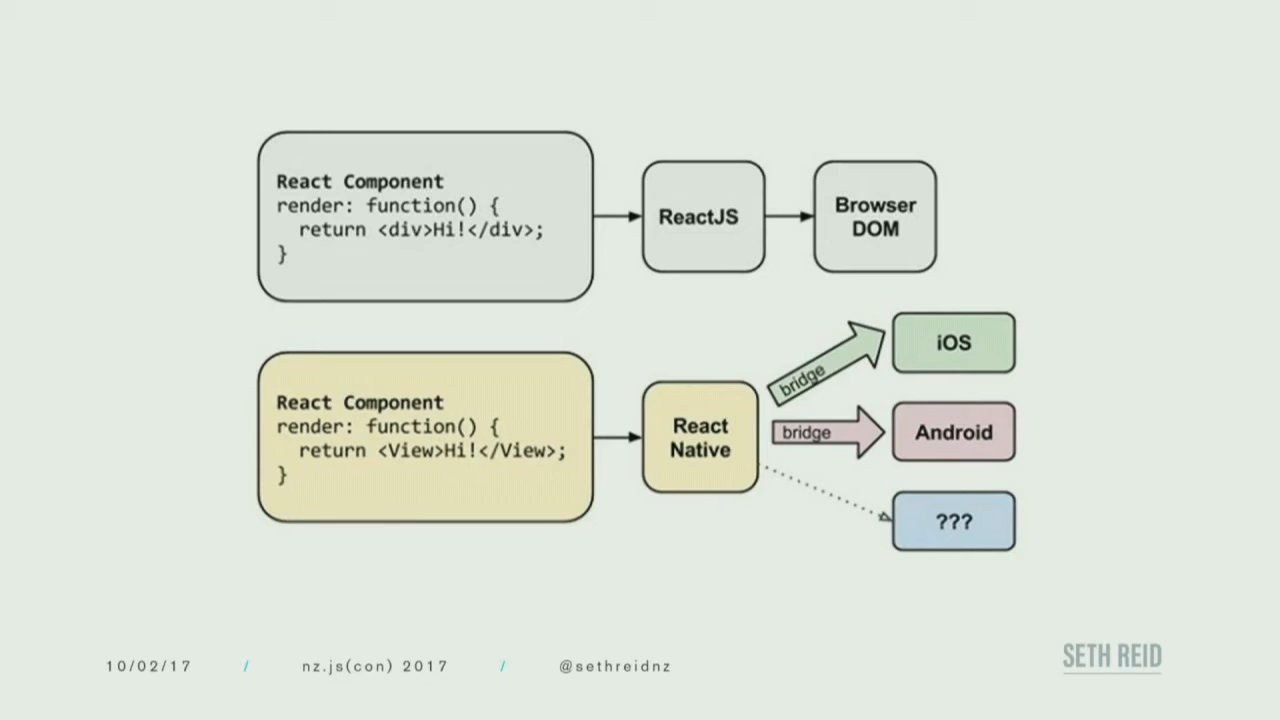 React Component
render: function() {
  return <div>Hi!</div>;
}
ReactJS
Browser
DOM
React Component
render: function() {
  return <View>Hi!</View>;
}
React
Native
bridge
iOS
bridge
Android
???
10/02/17 / nz.js(con) 2017 / @sethreidnz
SETH REID